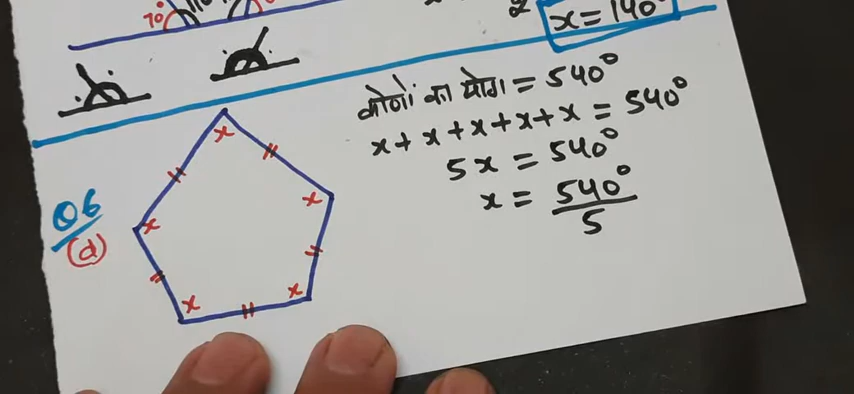 70°
x = 140°
कोणों का योग = 540°
x + x + x + x + x = 540°
5x = 540°
x = 540°/5
Q6
(d)
x
x
x
x
x